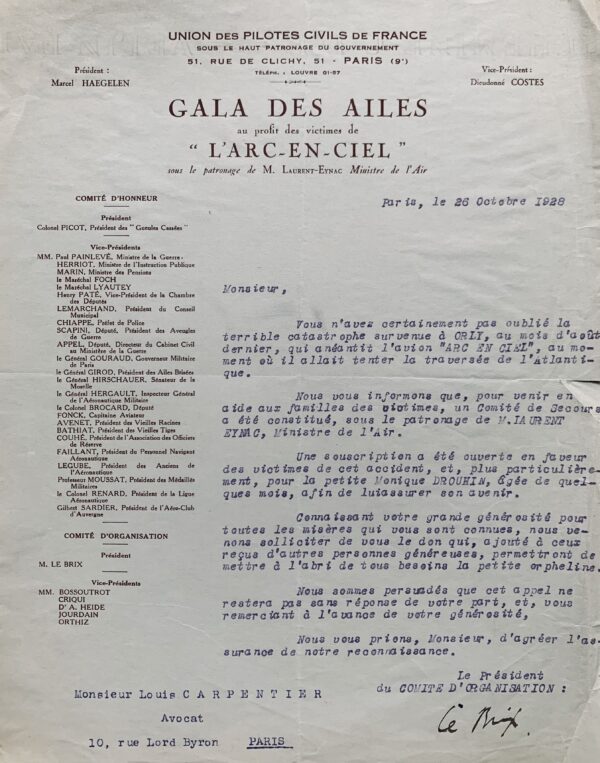 UNION DES PILOTES CIVILS DE FRANCE
SOUS LE HAUT PATRONAGE DU GOUVERNEMENT
51, RUE DE CLICHY, 51 - PARIS (9ᵉ)
TÉLÉPH. : LOUVRE 01-57
Président :
Marcel HAEGELEN
Vice-Président :
Dieudonné COSTES
GALA DES AILES
au profit des victimes de
“ L'ARC-EN-CIEL ”
sous le patronage de M. LAURENT-EYNAC Ministre de l'Air
COMITÉ D'HONNEUR
Président
Colonel PICOT, Président des “ Gueules Cassées ”
Vice-Présidents
MM. Paul PAINLEVÉ, Ministre de la Guerre-
HERRIOT, Ministre de l'Instruction Publique
MARIN, Ministre des Pensions
le Maréchal FOCH
le Maréchal LYAUTEY
Henry PATÉ, Vice-Président de la Chambre
des Députés
LEMARCHAND, Président du Conseil
Municipal
CHIAPPE, Préfet de Police
SCAPINI, Député, Président des Aveugles
de Guerre
APPEL, Député, Directeur du Cabinet Civil
au Ministère de la Guerre
le Général GOURAUD, Gouverneur Militaire
de Paris
le Général GIROD, Président des Ailes Brisées
le Général HIRSCHAUER, Sénateur de la
Moselle
le Général HERGAULT, Inspecteur Général
de l'Aéronautique Militaire
le Colonel BROCARD, Député
FONCK, Capitaine Aviateur
AVENET, Président des Vieilles Racines
BATHIAT, Président des Vieilles Tiges
COUHÉ, Président de l'Association des Officiers
de Réserve
FAILLANT, Président du Personnel Navigant
Aéronautique
LEGUBE, Président des Anciens de
l'Aéronautique
Professeur MOUSSAT, Président des Médaillés
Militaires
le Colonel RENARD, Président de la Ligue
Aéronautique
Gilbert SARDIER, Président de l'Aéro-Club
d'Auvergne
COMITÉ D'ORGANISATION
Président
M. LE BRIX
Vice-Présidents
MM. BOSSOUTROT
CRIQUI
Dʳ A. HEIDE
JOURDAIN
ORTHIZ
Paris, le 26 Octobre 1928
Monsieur,
Vous n'avez certainement pas oublié la
terrible catastrophe survenue à ORLY, au mois d'août
dernier, qui anéantit l'avion "ARC EN CIEL", au mo-
ment où il allait tenter la traversée de l'Atlanti-
que.
Nous vous informons que, pour venir en
aide aux familles des victimes, un Comité de Secours
a été constitué, sous le patronage de M.LAURENT
EYNAC, Ministre de l'Air.
Une souscription a été ouverte en faveur
des victimes de cet accident, et, plus particulière-
ment, pour la petite Monique DROUHIN, âgée de quel-
ques mois, afin de luiassurer son avenir.
Connaissant votre grande générosité pour
toutes les misères qui vous sont connues, nous ve-
nons solliciter de vous le don qui, ajouté à ceux
reçus d'autres personnes généreuses, permettront de
mettre à l'abri de tous besoins la petite orpheline.
Nous sommes persuadés que cet appel ne
restera pas sans réponse de votre part, et, vous
remerciant à l'avance de votre générosité,
Nous vous prions, Monsieur, d'agréer l'as-
surance de notre reconnaissance.
Le Président
du COMITE D'ORGANISATION :
Le Brix
Monsieur Louis CARPENTIER
Avocat
10, rue Lord Byron PARIS